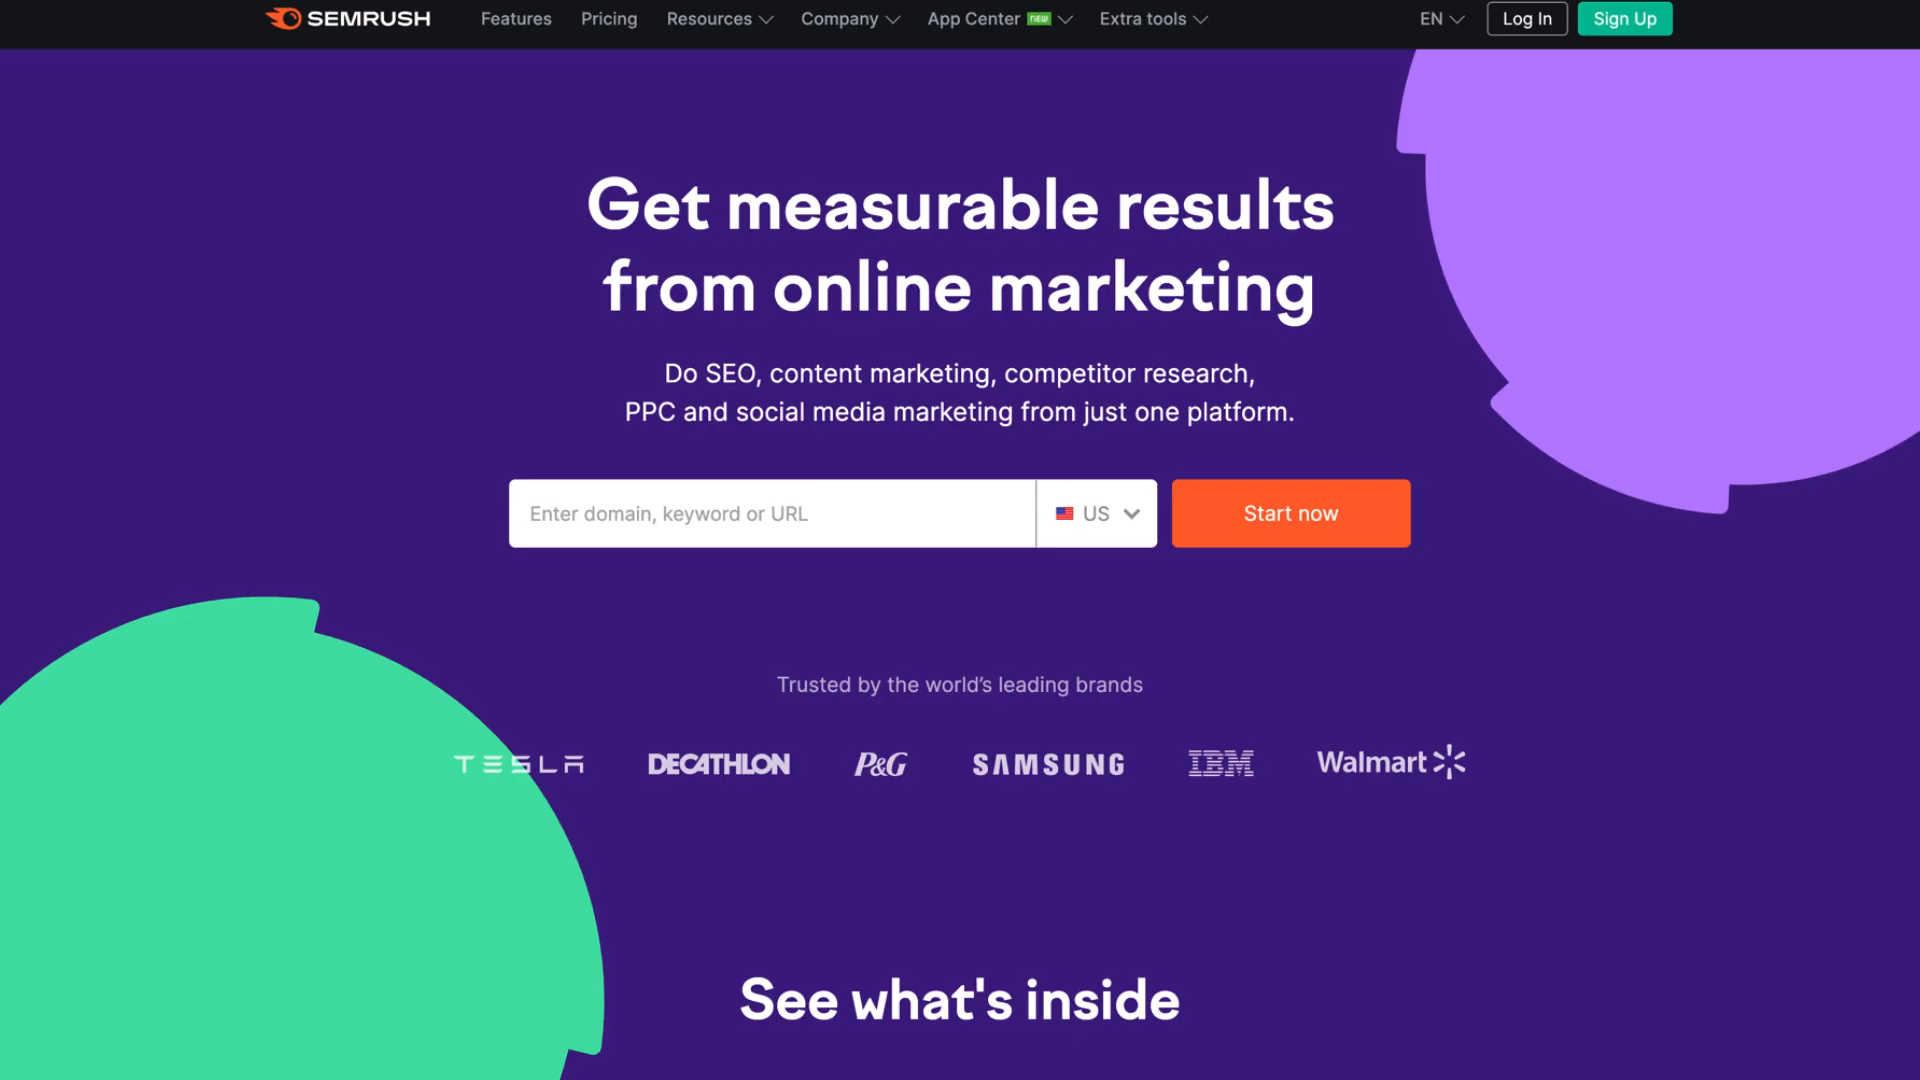 SEMRUSH Features Pricing Resources Company App Center NEW Extra tools EN Log In Sign Up
Get measurable results
from online marketing
Do SEO, content marketing, competitor research,
PPC and social media marketing from just one platform.
Enter domain, keyword or URL US Start now
Trusted by the world’s leading brands
TESLA DECATHLON P&G SAMSUNG IBM Walmart
See what's inside